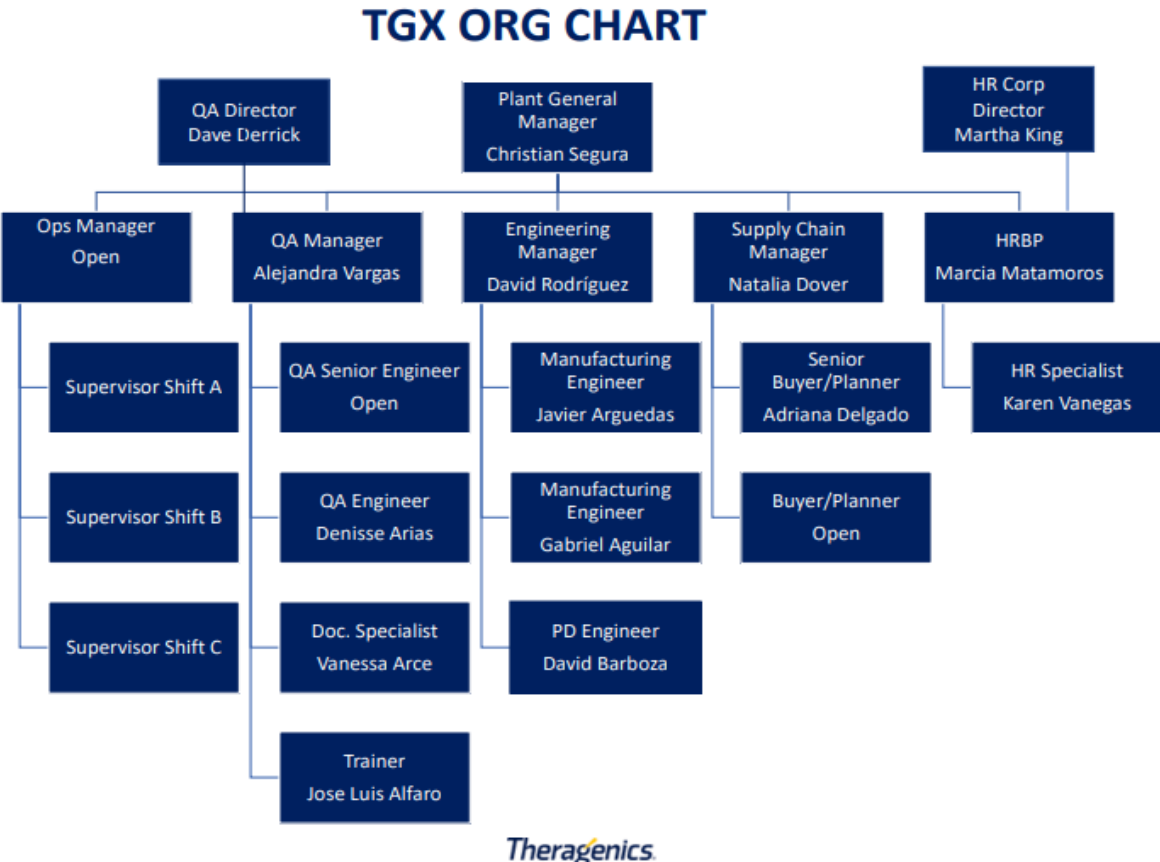 TGX ORG CHART
QA Director
Dave Derrick
Plant General
Manager
Christian Segura
HR Corp
Director
Martha King
Ops Manager
Open
QA Manager
Alejandra Vargas
Engineering
Manager
David Rodríguez
Supply Chain
Manager
Natalia Dover
HRBP
Marcia Matamoros
Supervisor Shift A
QA Senior Engineer
Open
Manufacturing
Engineer
Javier Arguedas
Senior
Buyer/Planner
Adriana Delgado
HR Specialist
Karen Vanegas
Supervisor Shift B
QA Engineer
Denisse Arias
Manufacturing
Engineer
Gabriel Aguilar
Buyer/Planner
Open
Supervisor Shift C
Doc. Specialist
Vanessa Arce
PD Engineer
David Barboza
Trainer
Jose Luis Alfaro
Theragenics.